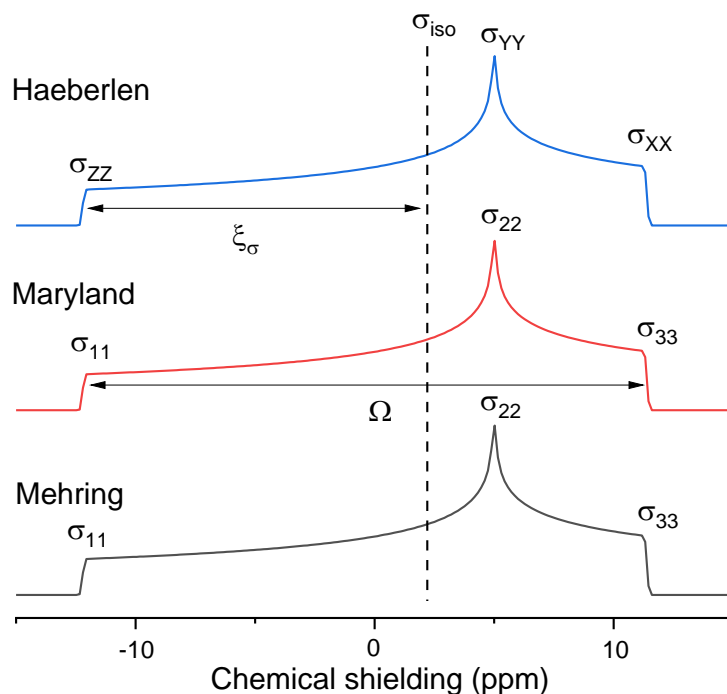 σiso
σYY
Haeberlen
σXX
σZZ
ξσ
σ22
Maryland
σ11
σ33
Ω
σ22
Mehring
σ11
σ33
-10 0 10
Chemical shielding (ppm)